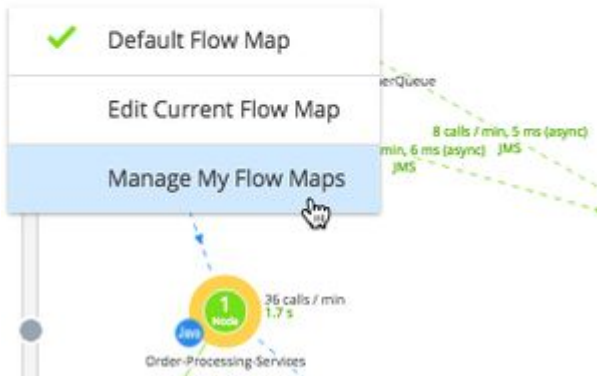 Default Flow Map
Edit Current Flow Map
Manage My Flow Maps
erQueue
8 calls / min, 5 ms (async)
JMS
min, 6 ms (async)
JMS
1
Node
Java
36 calls / min
1.7 s
Order-Processing-Services